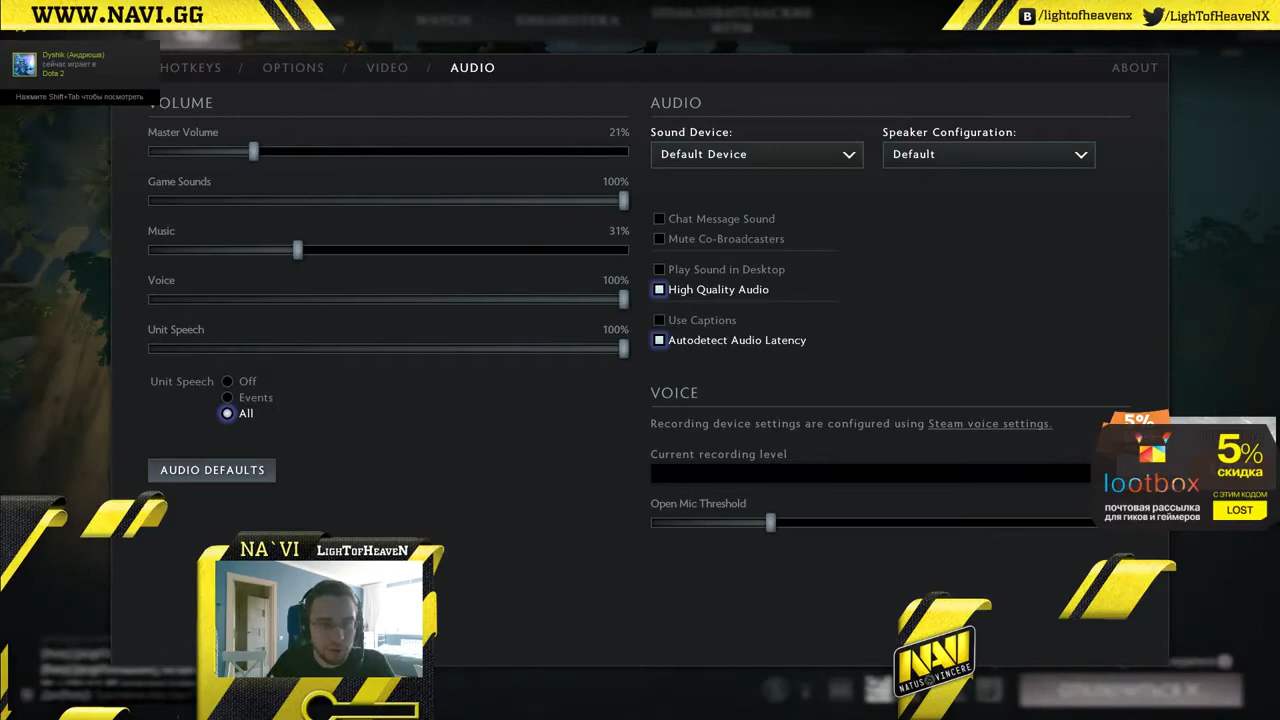 WWW.NAVI.GG
B /lightofheavenx
/LighTofHeaveNX
Dyshik (Андрюша)
сейчас играет в
Dota 2
Нажмите Shift+Tab чтобы посмотреть
HOTKEYS / OPTIONS / VIDEO / AUDIO
ABOUT
VOLUME
Master Volume 21%
Game Sounds 100%
Music 31%
Voice 100%
Unit Speech 100%
Unit Speech Off
Events
All
AUDIO DEFAULTS
AUDIO
Sound Device: Speaker Configuration:
Default Device Default
Chat Message Sound
Mute Co-Broadcasters
Play Sound in Desktop
High Quality Audio
Use Captions
Autodetect Audio Latency
VOICE
Recording device settings are configured using Steam voice settings.
Current recording level
Open Mic Threshold
5%
lootbox
почтовая рассылка
для гиков и геймеров
5%
скидка
с этим кодом
LOST
NA`VI LIGHTOFHEAVEN
NAVI
NATUS VINCERE